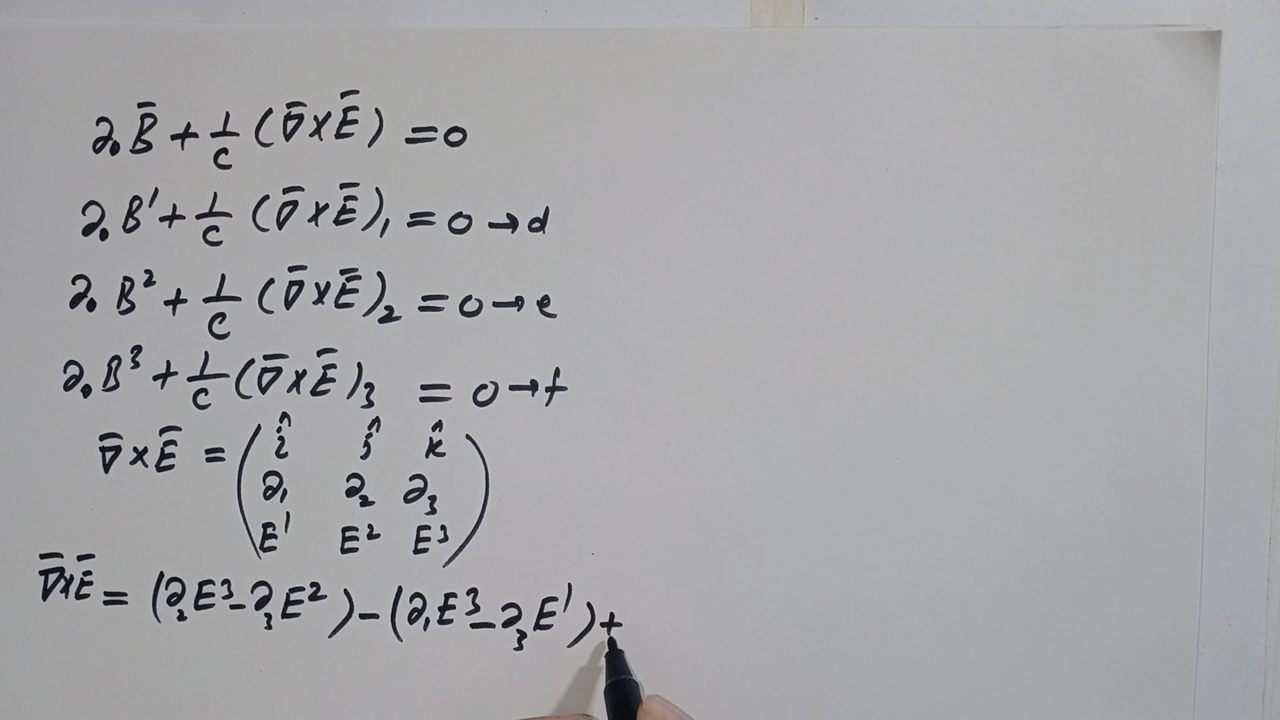 ∂₀B̄ + 1/c (∇̄×Ē) = 0
∂₀B¹ + 1/c (∇̄×Ē)₁ = 0 → d
∂₀B² + 1/c (∇̄×Ē)₂ = 0 → e
∂₀B³ + 1/c (∇̄×Ē)₃ = 0 → f
∇̄×Ē = ( î ĵ k̂
∂₁ ∂₂ ∂₃
E¹ E² E³ )
∇̄×Ē = (∂₂E³ - ∂₃E²) - (∂₁E³ - ∂₃E¹) +